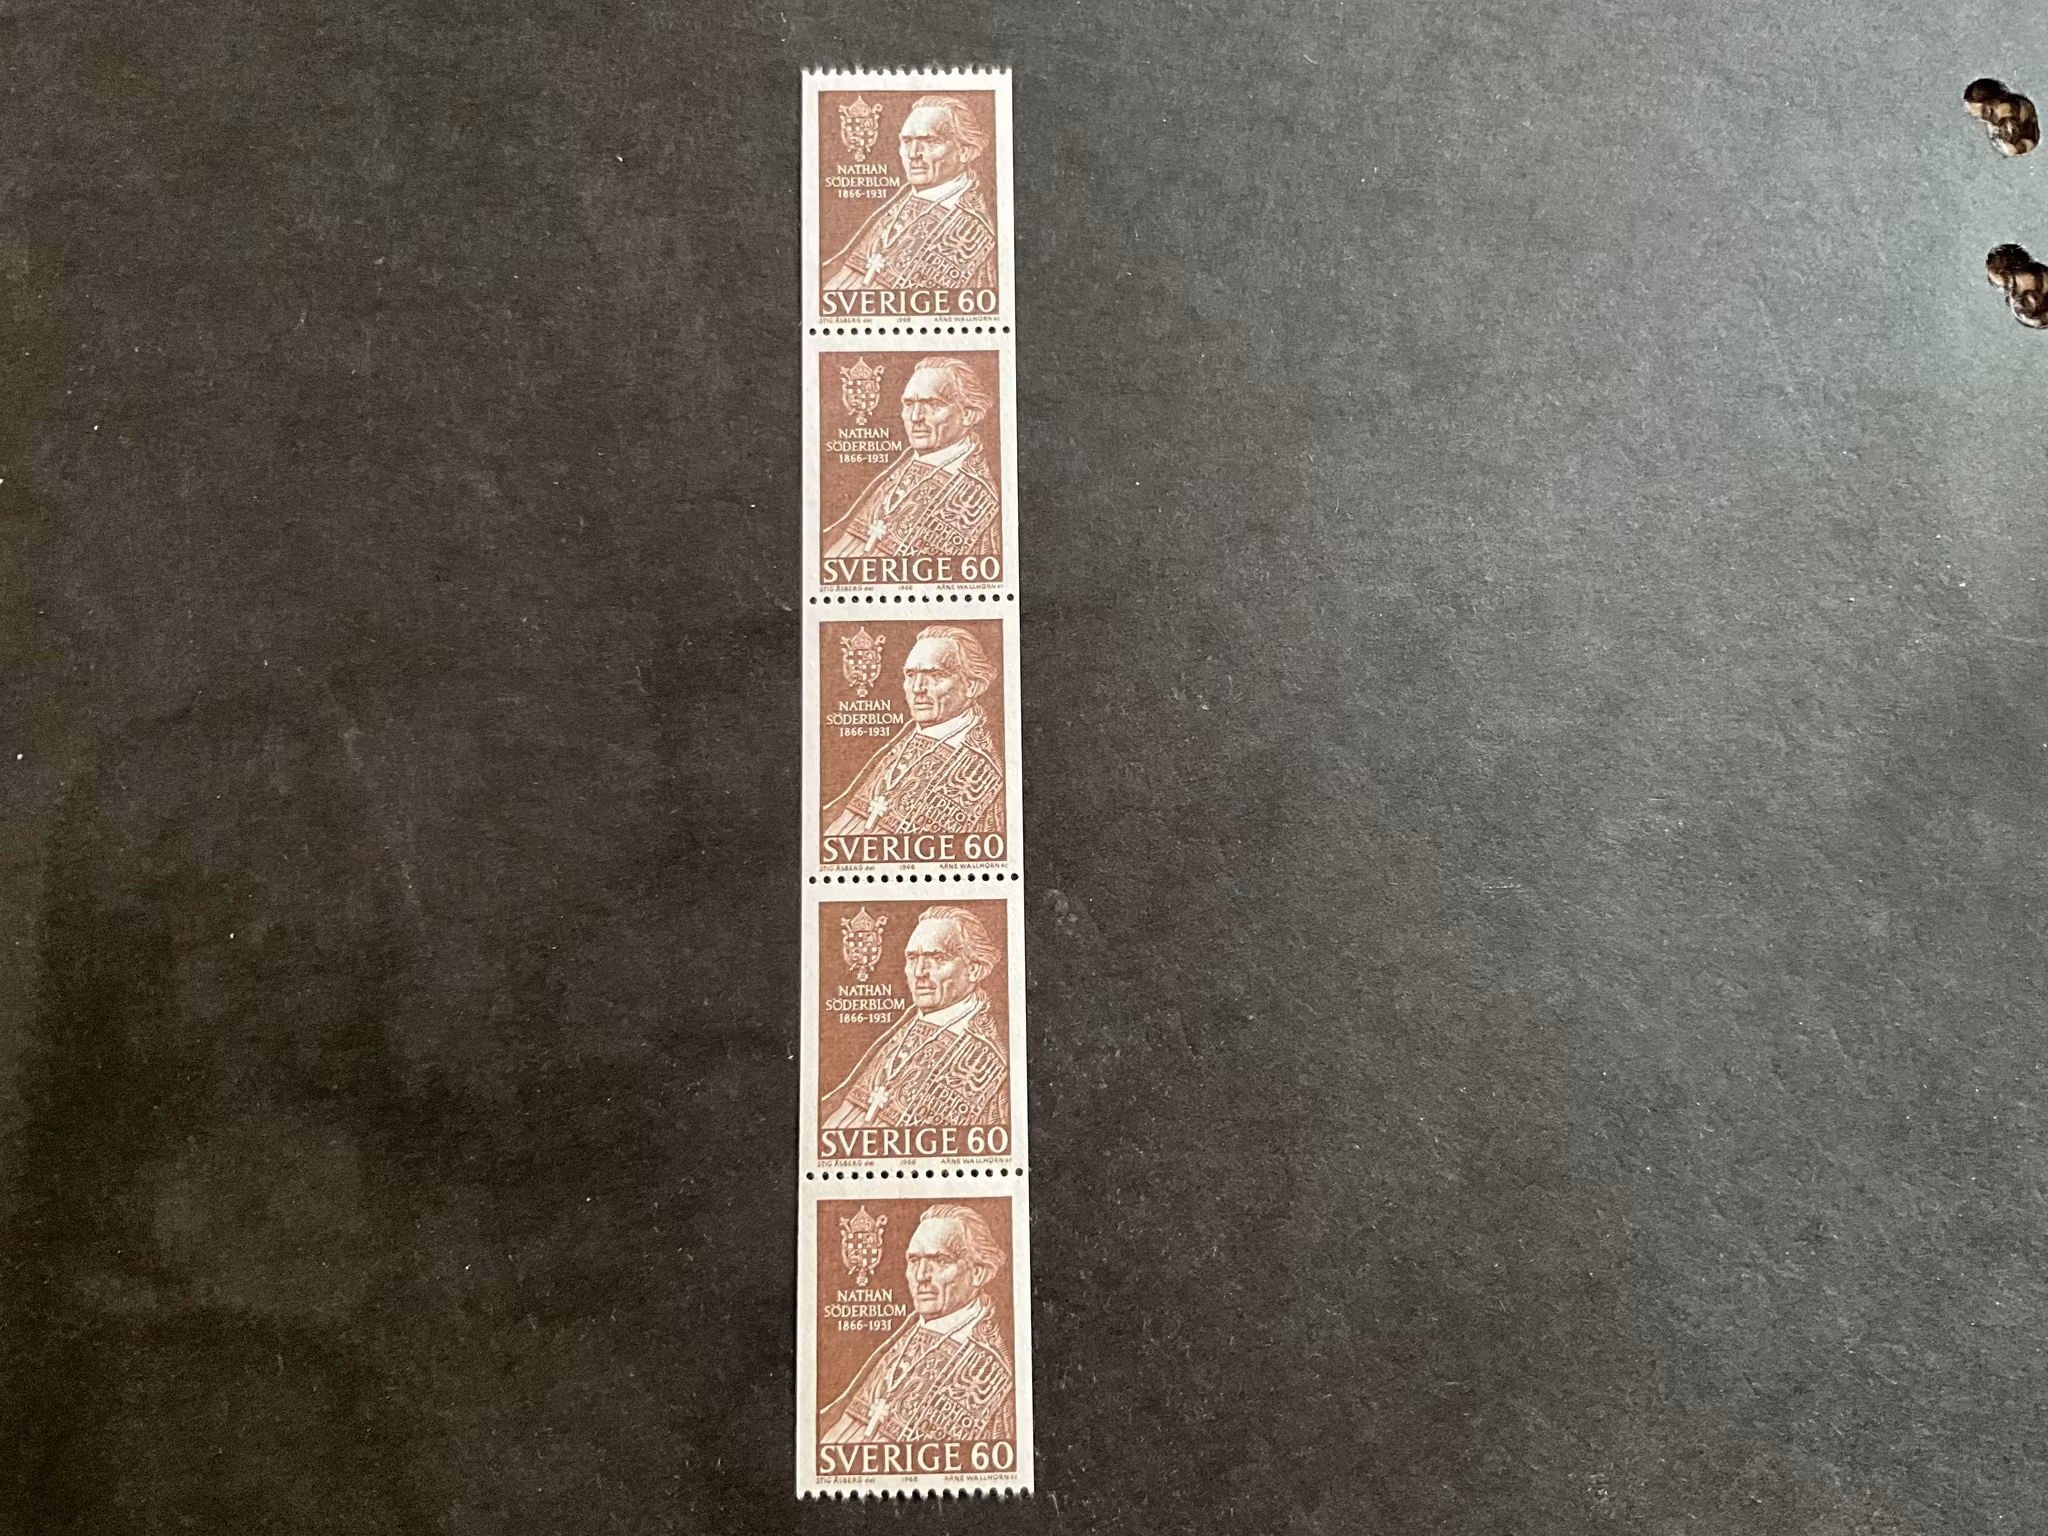 NATHAN
SÖDERBLOM
1866-1931
SVERIGE 60
STIG ÅSBERG del 1966 ARNE WALLHORN sc
NATHAN
SÖDERBLOM
1866-1931
SVERIGE 60
STIG ÅSBERG del 1966 ARNE WALLHORN sc
NATHAN
SÖDERBLOM
1866-1931
SVERIGE 60
STIG ÅSBERG del 1966 ARNE WALLHORN sc
NATHAN
SÖDERBLOM
1866-1931
SVERIGE 60
STIG ÅSBERG del 1966 ARNE WALLHORN sc
NATHAN
SÖDERBLOM
1866-1931
SVERIGE 60
STIG ÅSBERG del 1966 ARNE WALLHORN sc